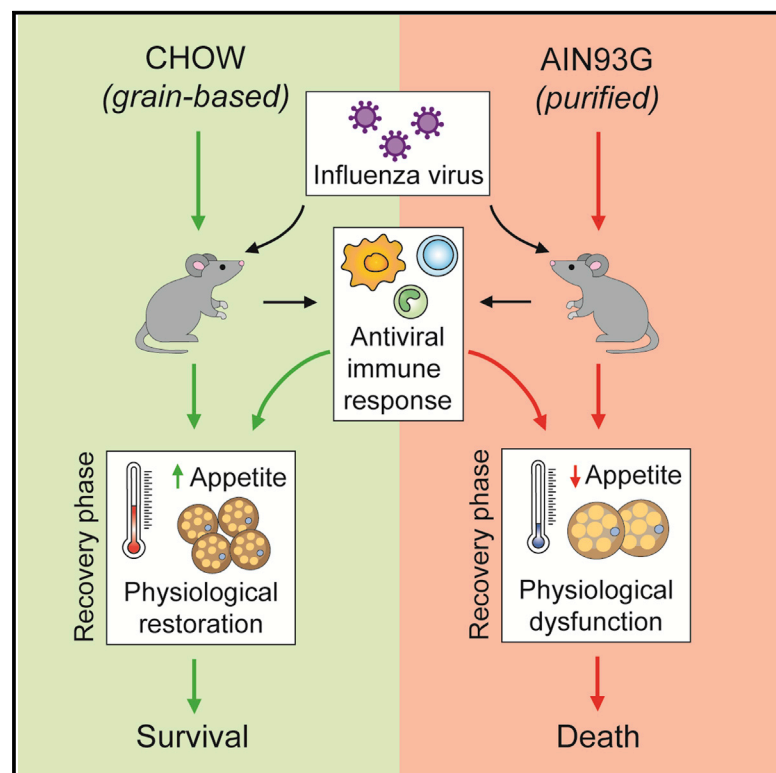 CHOW
(grain-based)
AIN93G
(purified)
Influenza virus
Antiviral
immune
response
Recovery phase
Appetite
Physiological
restoration
Recovery phase
Appetite
Physiological
dysfunction
Survival
Death